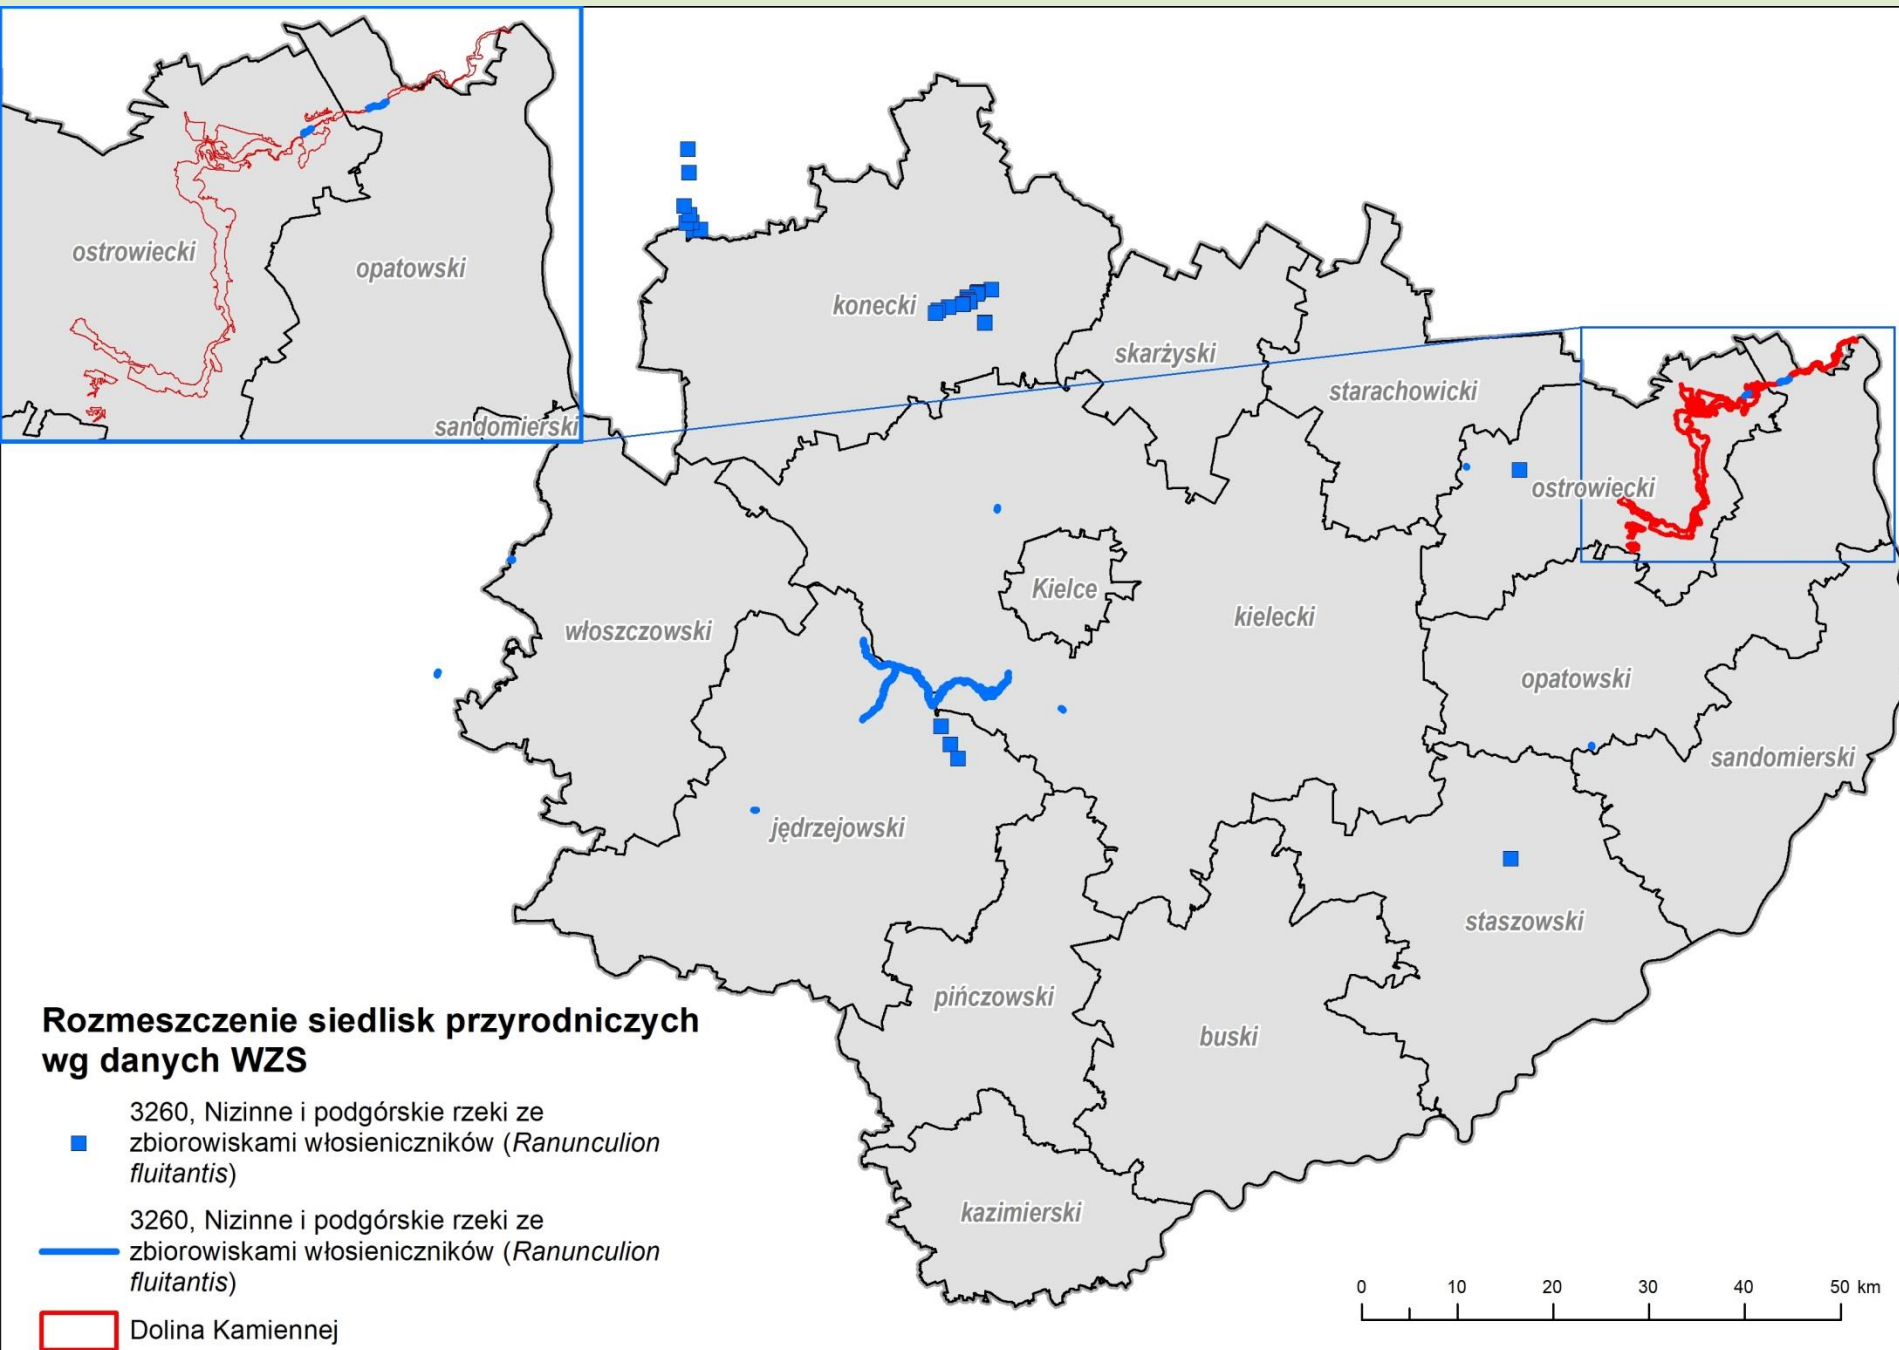 ostrowiecki
opatowski
sandomierski
konecki
skarżyski
starachowicki
ostrowiecki
Kielce
kielecki
włoszczowski
opatowski
sandomierski
jędrzejowski
staszowski
pińczowski
buski
kazimierski
Rozmeszczenie siedlisk przyrodniczych
wg danych WZS
3260, Nizinne i podgórskie rzeki ze
zbiorowiskami włosieniczników (Ranunculion
fluitantis)
3260, Nizinne i podgórskie rzeki ze
zbiorowiskami włosieniczników (Ranunculion
fluitantis)
Dolina Kamiennej
0 10 20 30 40 50 km